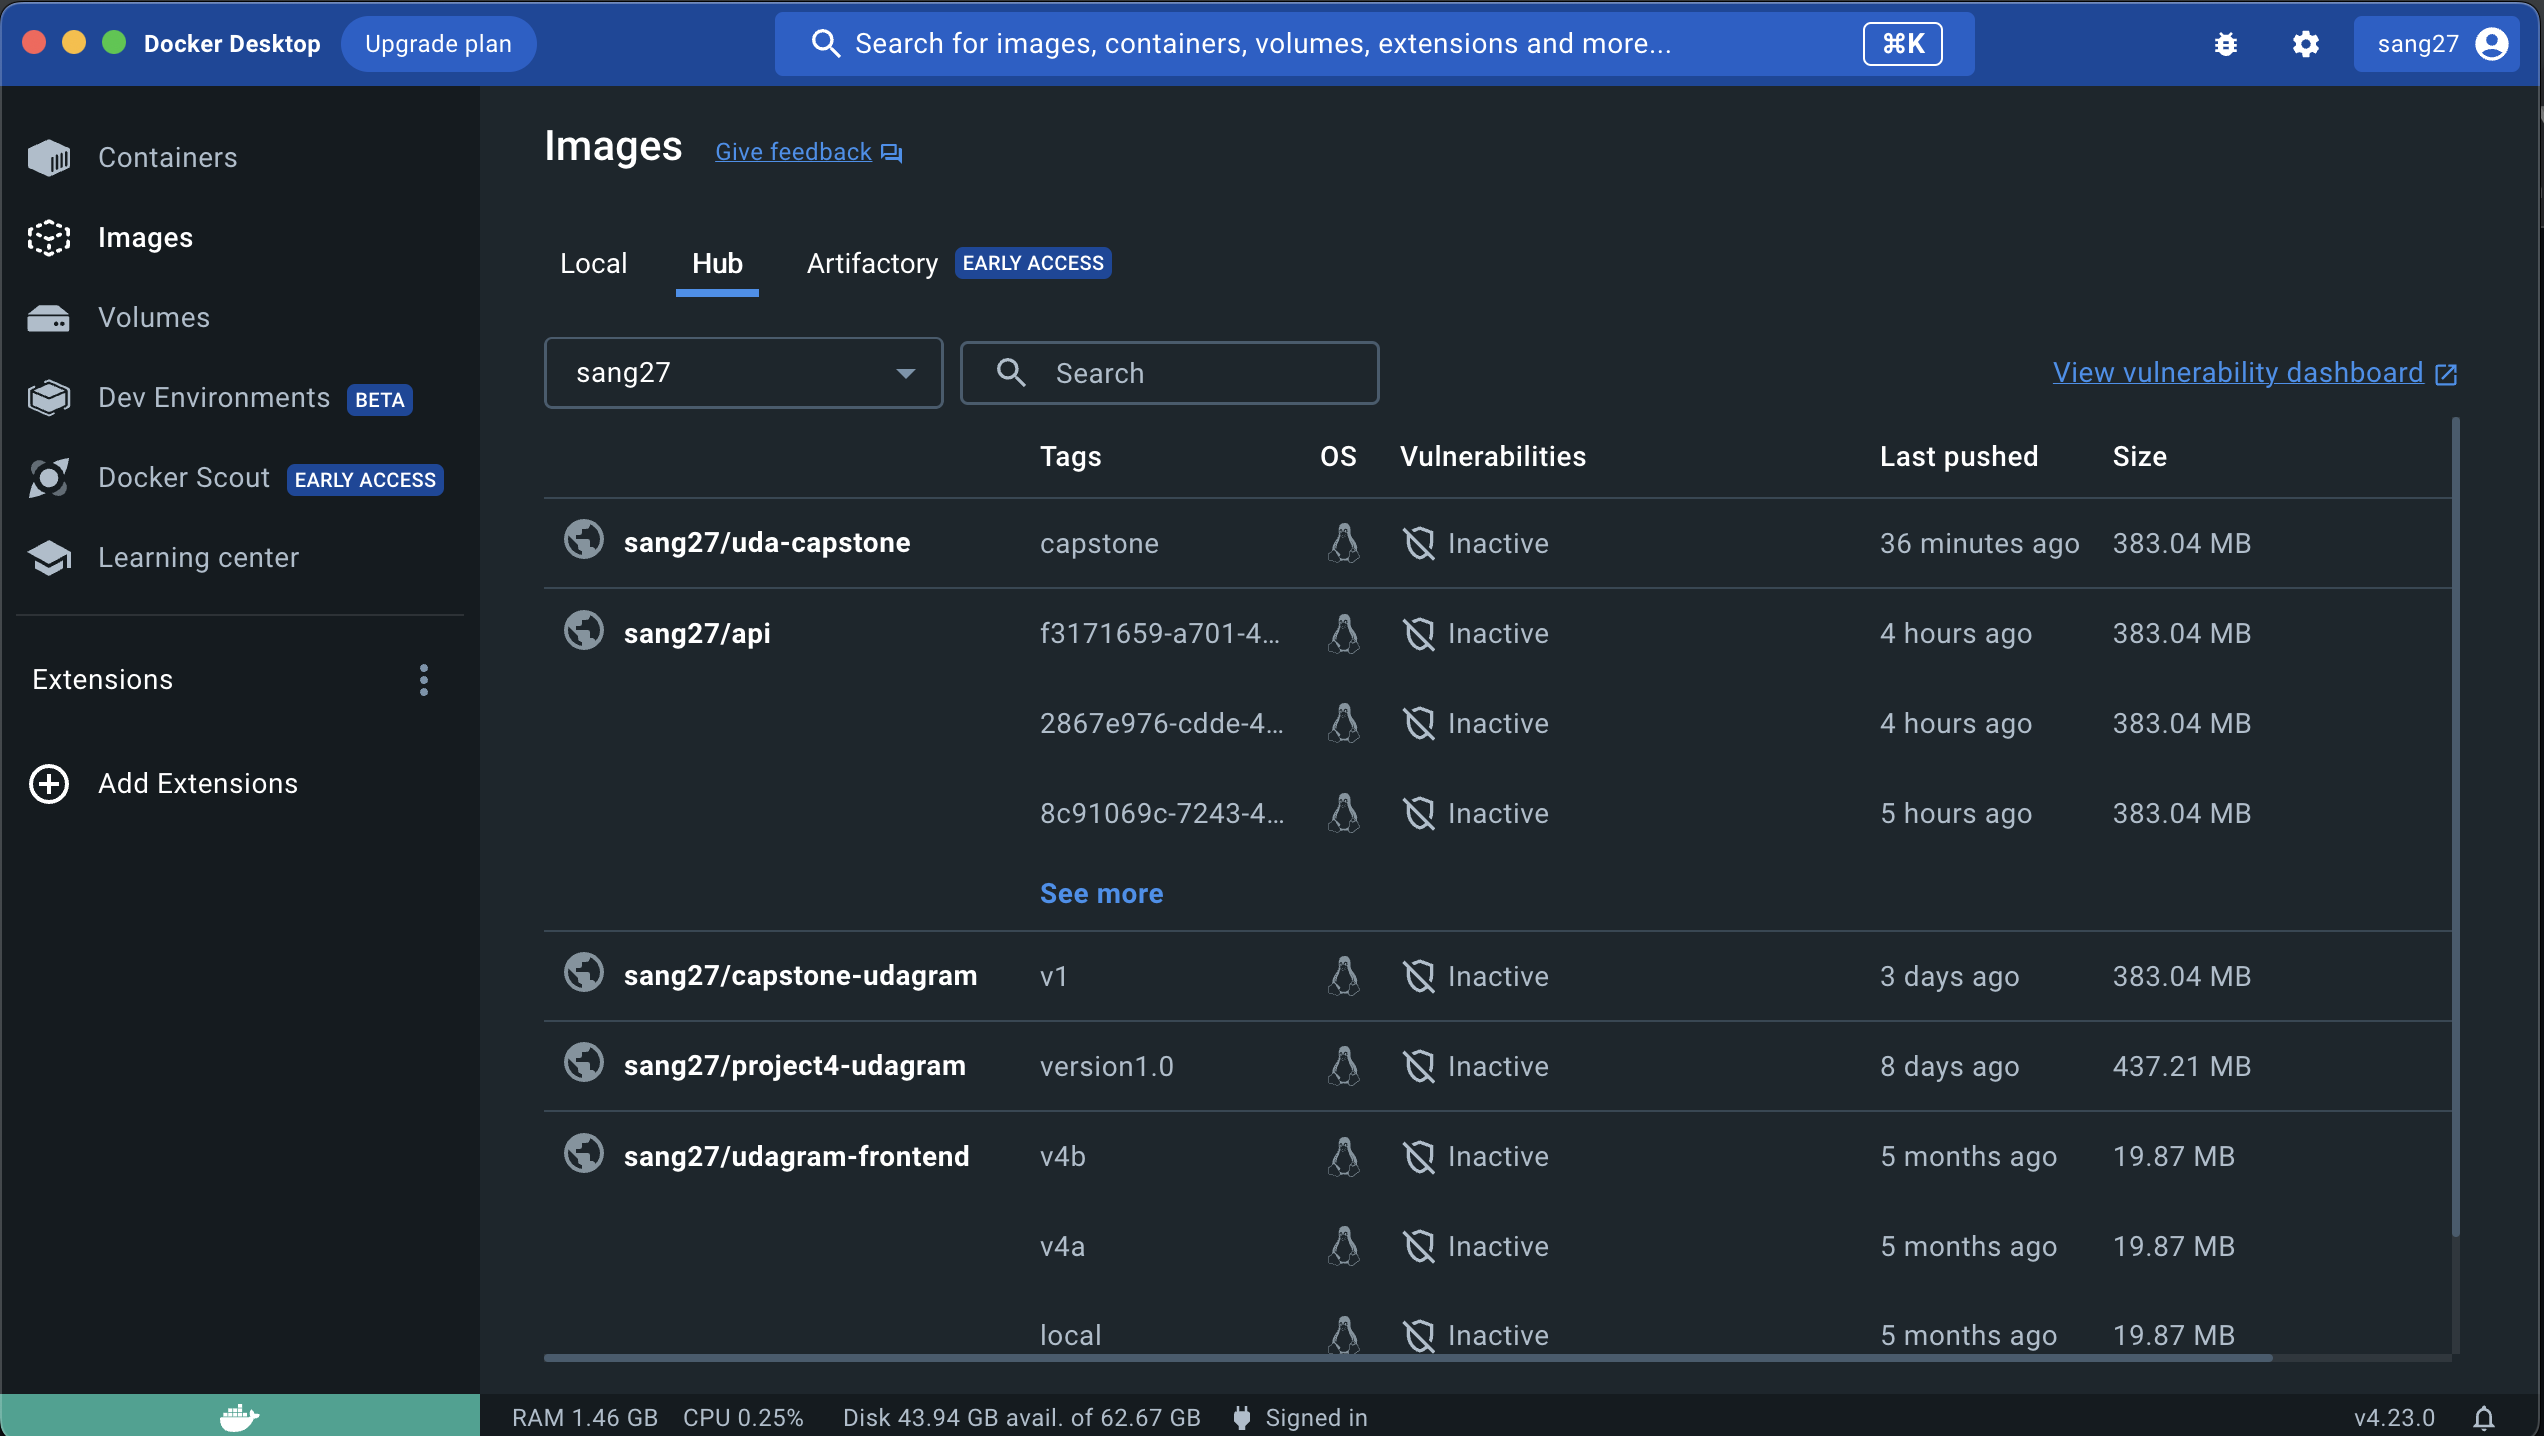 Docker Desktop Upgrade plan Search for images, containers, volumes, extensions and more... ⌘K sang27
Containers
Images
Volumes
Dev Environments BETA
Docker Scout EARLY ACCESS
Learning center
Extensions
Add Extensions
Images Give feedback
Local Hub Artifactory EARLY ACCESS
sang27 Search View vulnerability dashboard
Tags OS Vulnerabilities Last pushed Size
sang27/uda-capstone capstone Inactive 36 minutes ago 383.04 MB
sang27/api f3171659-a701-4... Inactive 4 hours ago 383.04 MB
2867e976-cdde-4... Inactive 4 hours ago 383.04 MB
8c91069c-7243-4... Inactive 5 hours ago 383.04 MB
See more
sang27/capstone-udagram v1 Inactive 3 days ago 383.04 MB
sang27/project4-udagram version1.0 Inactive 8 days ago 437.21 MB
sang27/udagram-frontend v4b Inactive 5 months ago 19.87 MB
v4a Inactive 5 months ago 19.87 MB
local Inactive 5 months ago 19.87 MB
RAM 1.46 GB CPU 0.25% Disk 43.94 GB avail. of 62.67 GB Signed in v4.23.0